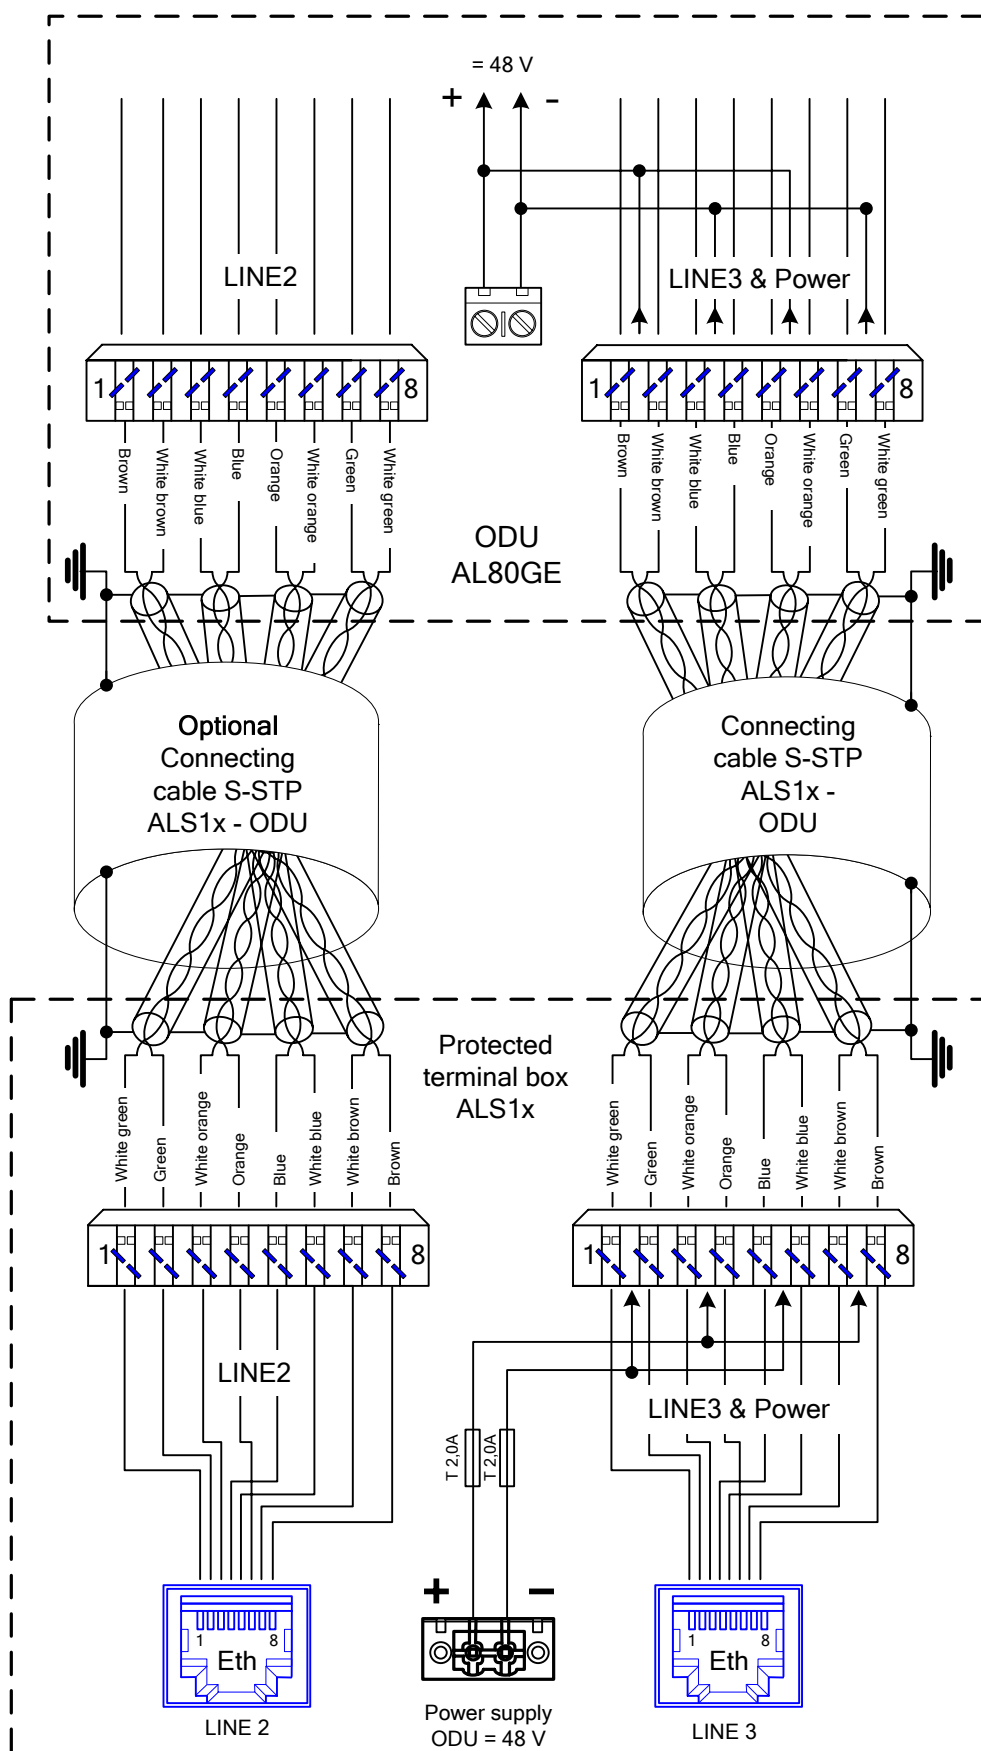 = 48 V
+ -
LINE2
LINE3 & Power
1 8
1 8
Brown White brown White blue Blue Orange White orange Green White green
Brown White brown White blue Blue Orange White orange Green White green
ODU
AL80GE
Optional
Connecting
cable S-STP
ALS1x - ODU
Connecting
cable S-STP
ALS1x -
ODU
Protected
terminal box
ALS1x
White green Green White orange Orange Blue White blue White brown Brown
White green Green White orange Orange Blue White blue White brown Brown
1 8
1 8
LINE2
LINE3 & Power
T 2,0A
T 2,0A
+ −
1 8
Eth
1 8
Eth
LINE 2
Power supply
ODU = 48 V
LINE 3